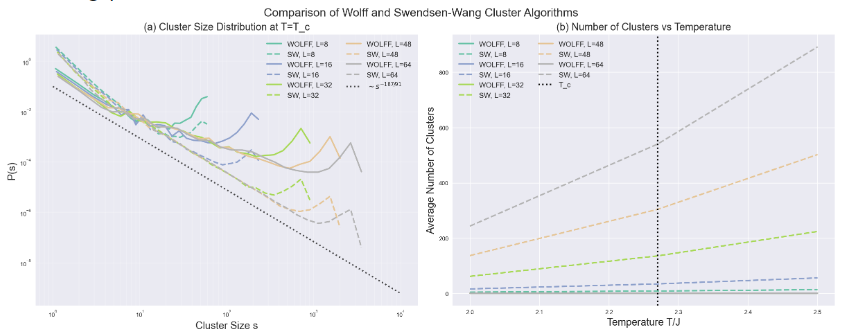 Comparison of Wolff and Swendsen-Wang Cluster Algorithms
(a) Cluster Size Distribution at T=T_c
WOLFF, L=8
SW, L=8
WOLFF, L=16
SW, L=16
WOLFF, L=32
SW, L=32
WOLFF, L=48
SW, L=48
WOLFF, L=64
SW, L=64
P(s)
Cluster Size s
(b) Number of Clusters vs Temperature
WOLFF, L=8
SW, L=8
WOLFF, L=16
SW, L=16
WOLFF, L=32
SW, L=32
WOLFF, L=48
SW, L=48
WOLFF, L=64
SW, L=64
T_c
Average Number of Clusters
800
600
400
200
0
2.0
2.1
2.2
2.3
2.4
2.5
Temperature T/J